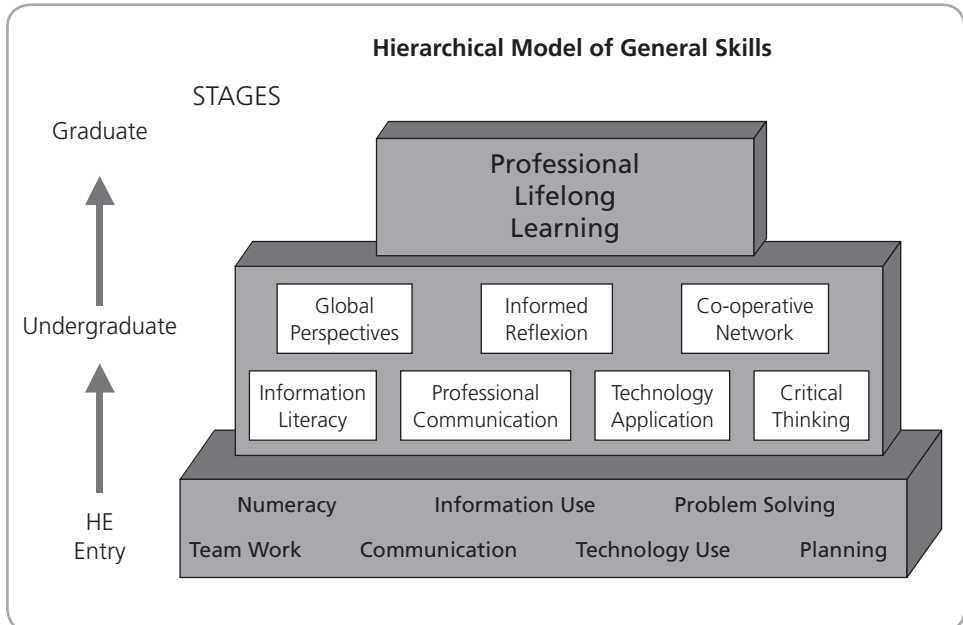 Hierarchical Model of General Skills
STAGES
Graduate
Professional
Lifelong
Learning
Undergraduate
Global
Perspectives
Informed
Reflexion
Co-operative
Network
Information
Literacy
Professional
Communication
Technology
Application
Critical
Thinking
HE
Entry
Numeracy Information Use Problem Solving
Team Work Communication Technology Use Planning